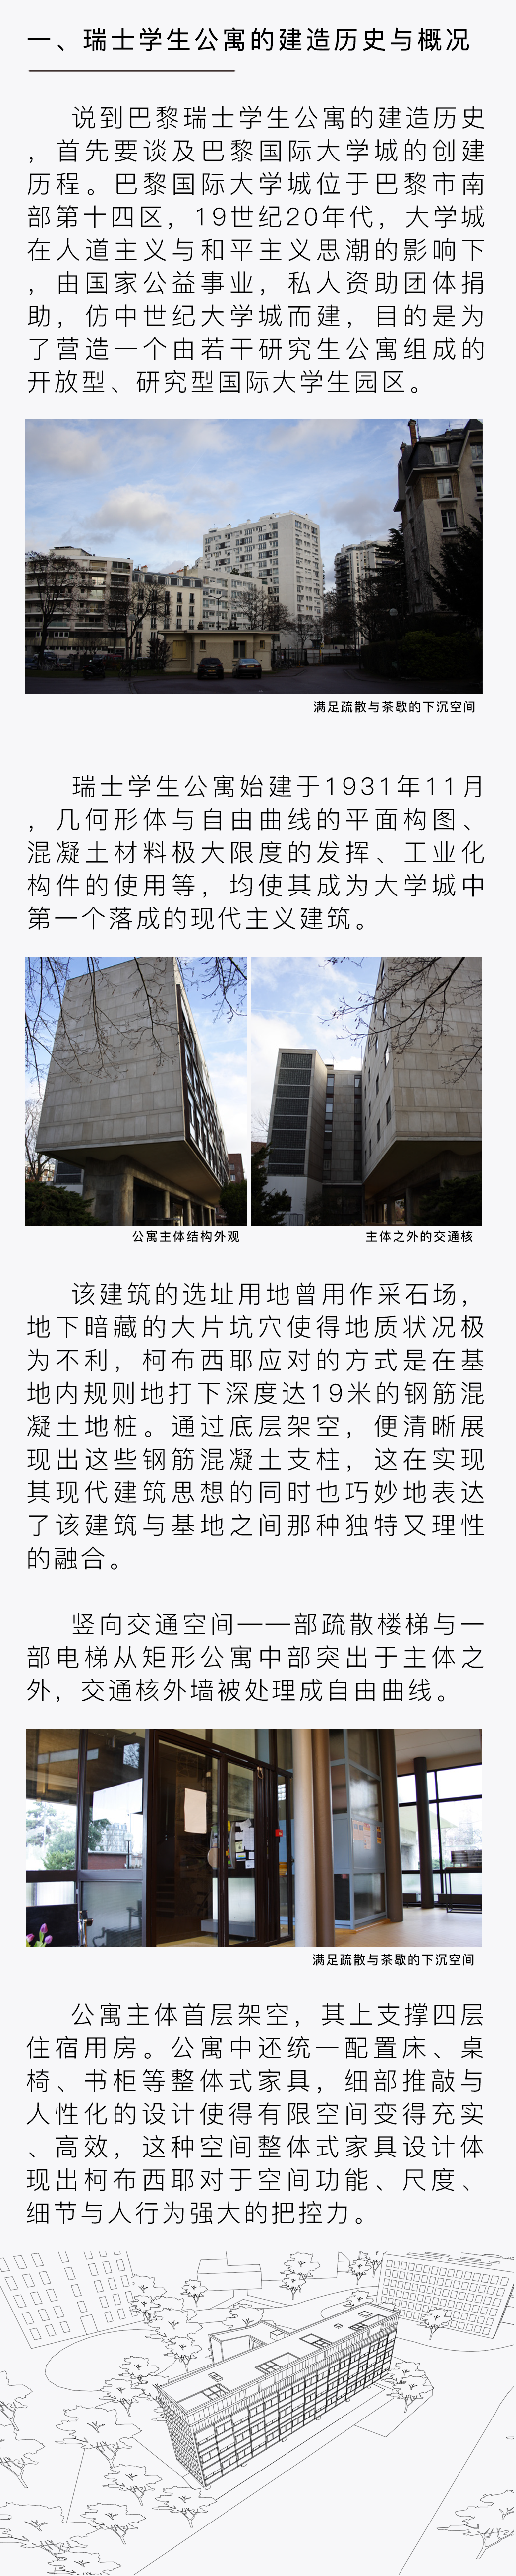 一、瑞士学生公寓的建造历史与概况
说到巴黎瑞士学生公寓的建造历史
，首先要谈及巴黎国际大学城的创建
历程。巴黎国际大学城位于巴黎市南
部第十四区，19世纪20年代，大学城
在人道主义与和平主义思潮的影响下
，由国家公益事业，私人资助团体捐
助，仿中世纪大学城而建，目的是为
了营造一个由若干研究生公寓组成的
开放型、研究型国际大学生园区。
满足疏散与茶歇的下沉空间
瑞士学生公寓始建于1931年11月
，几何形体与自由曲线的平面构图、
混凝土材料极大限度的发挥、工业化
构件的使用等，均使其成为大学城中
第一个落成的现代主义建筑。
公寓主体结构外观
主体之外的交通核
该建筑的选址用地曾用作采石场，
地下暗藏的大片坑穴使得地质状况极
为不利，柯布西耶应对的方式是在基
地内规则地打下深度达19米的钢筋混
凝土地桩。通过底层架空，便清晰展
现出这些钢筋混凝土支柱，这在实现
其现代建筑思想的同时也巧妙地表达
了该建筑与基地之间那种独特又理性
的融合。
竖向交通空间——部疏散楼梯与一
部电梯从矩形公寓中部突出于主体之
外，交通核外墙被处理成自由曲线。
满足疏散与茶歇的下沉空间
公寓主体首层架空，其上支撑四层
住宿用房。公寓中还统一配置床、桌
椅、书柜等整体式家具，细部推敲与
人性化的设计使得有限空间变得充实
、高效，这种空间整体式家具设计体
现出柯布西耶对于空间功能、尺度、
细节与人行为强大的把控力。